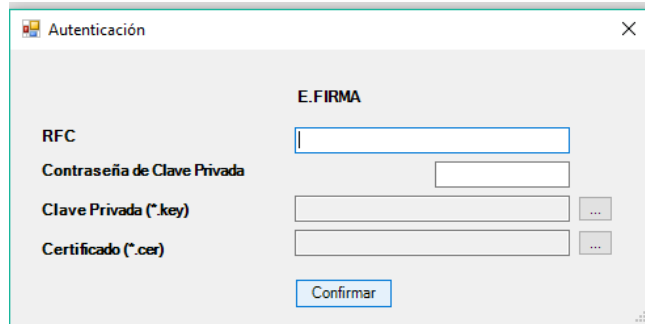 Autenticación
E.FIRMA
RFC
Contraseña de Clave Privada
Clave Privada (*.key)
...
Certificado (*.cer)
...
Confirmar